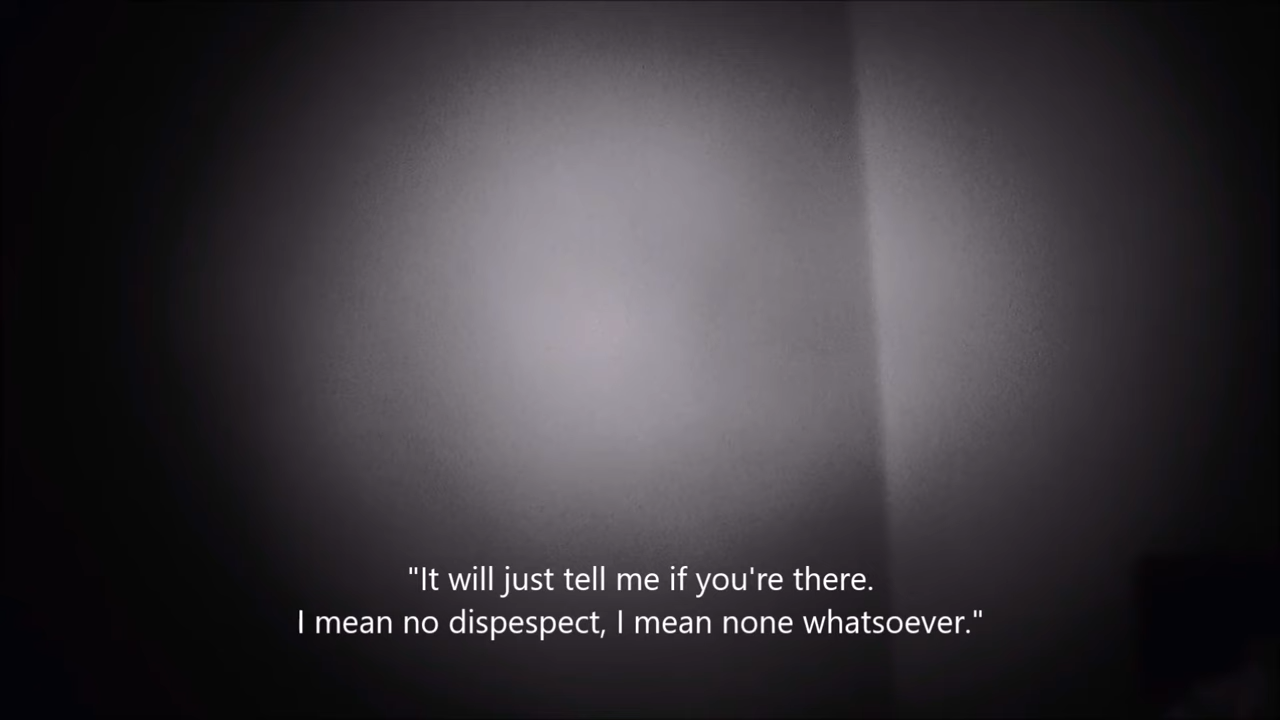 "It will just tell me if you're there.
I mean no dispespect, I mean none whatsoever."